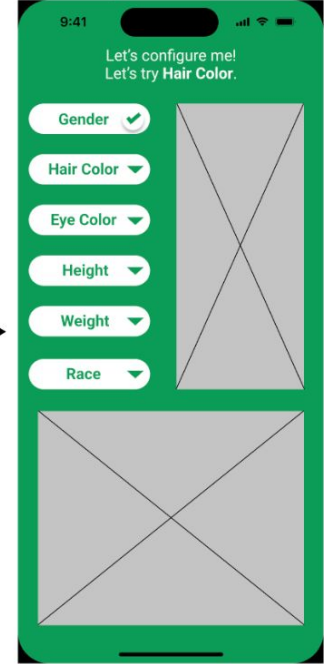 9:41
Let's configure me!
Let's try Hair Color.
Gender
Hair Color
Eye Color
Height
Weight
Race